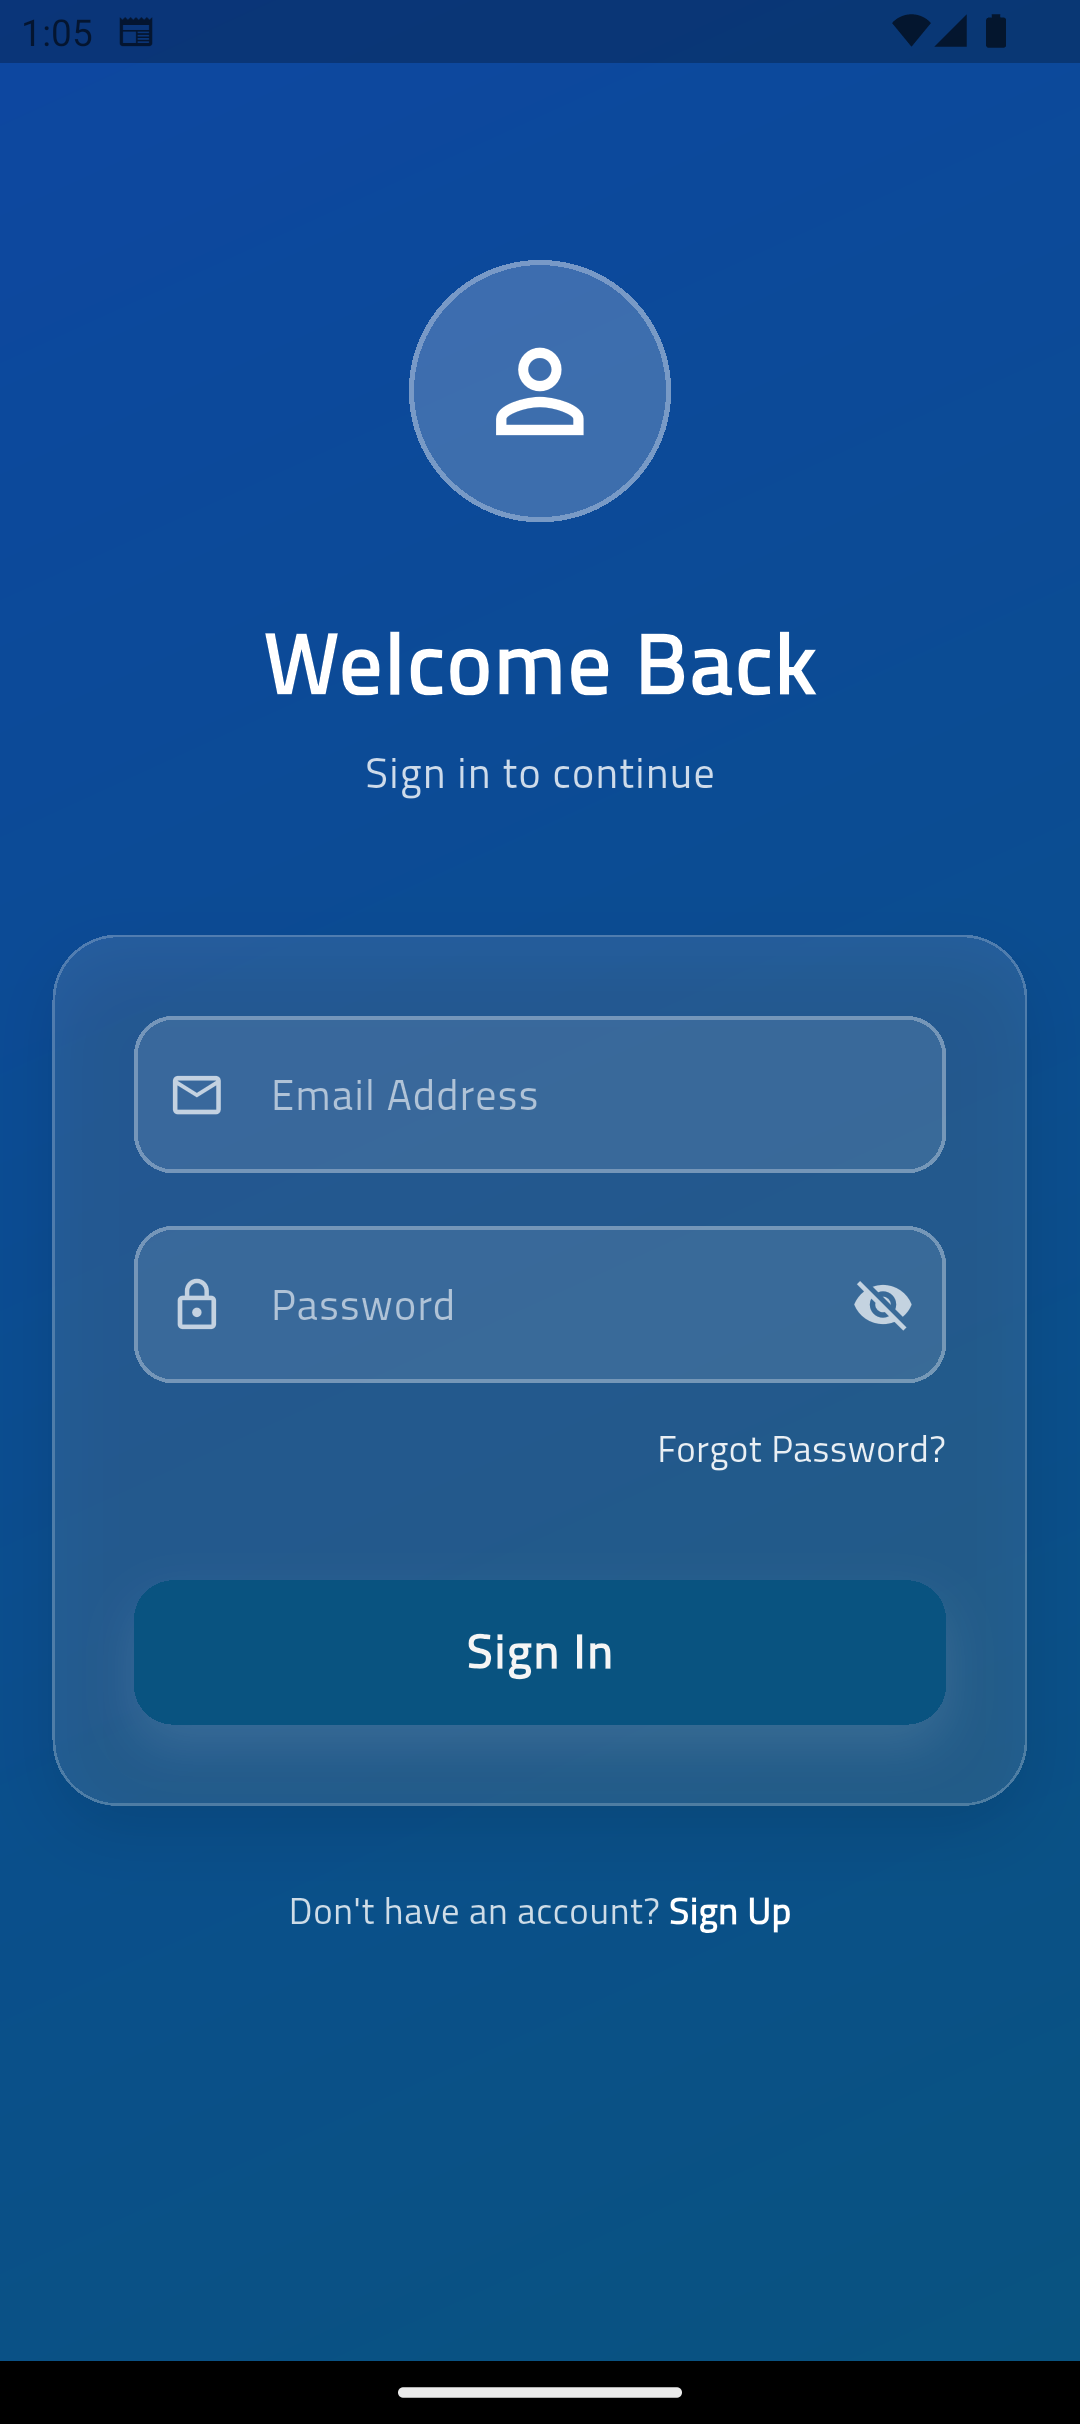 1:05
Welcome Back
Sign in to continue
Email Address
Password
Forgot Password?
Sign In
Don't have an account? Sign Up